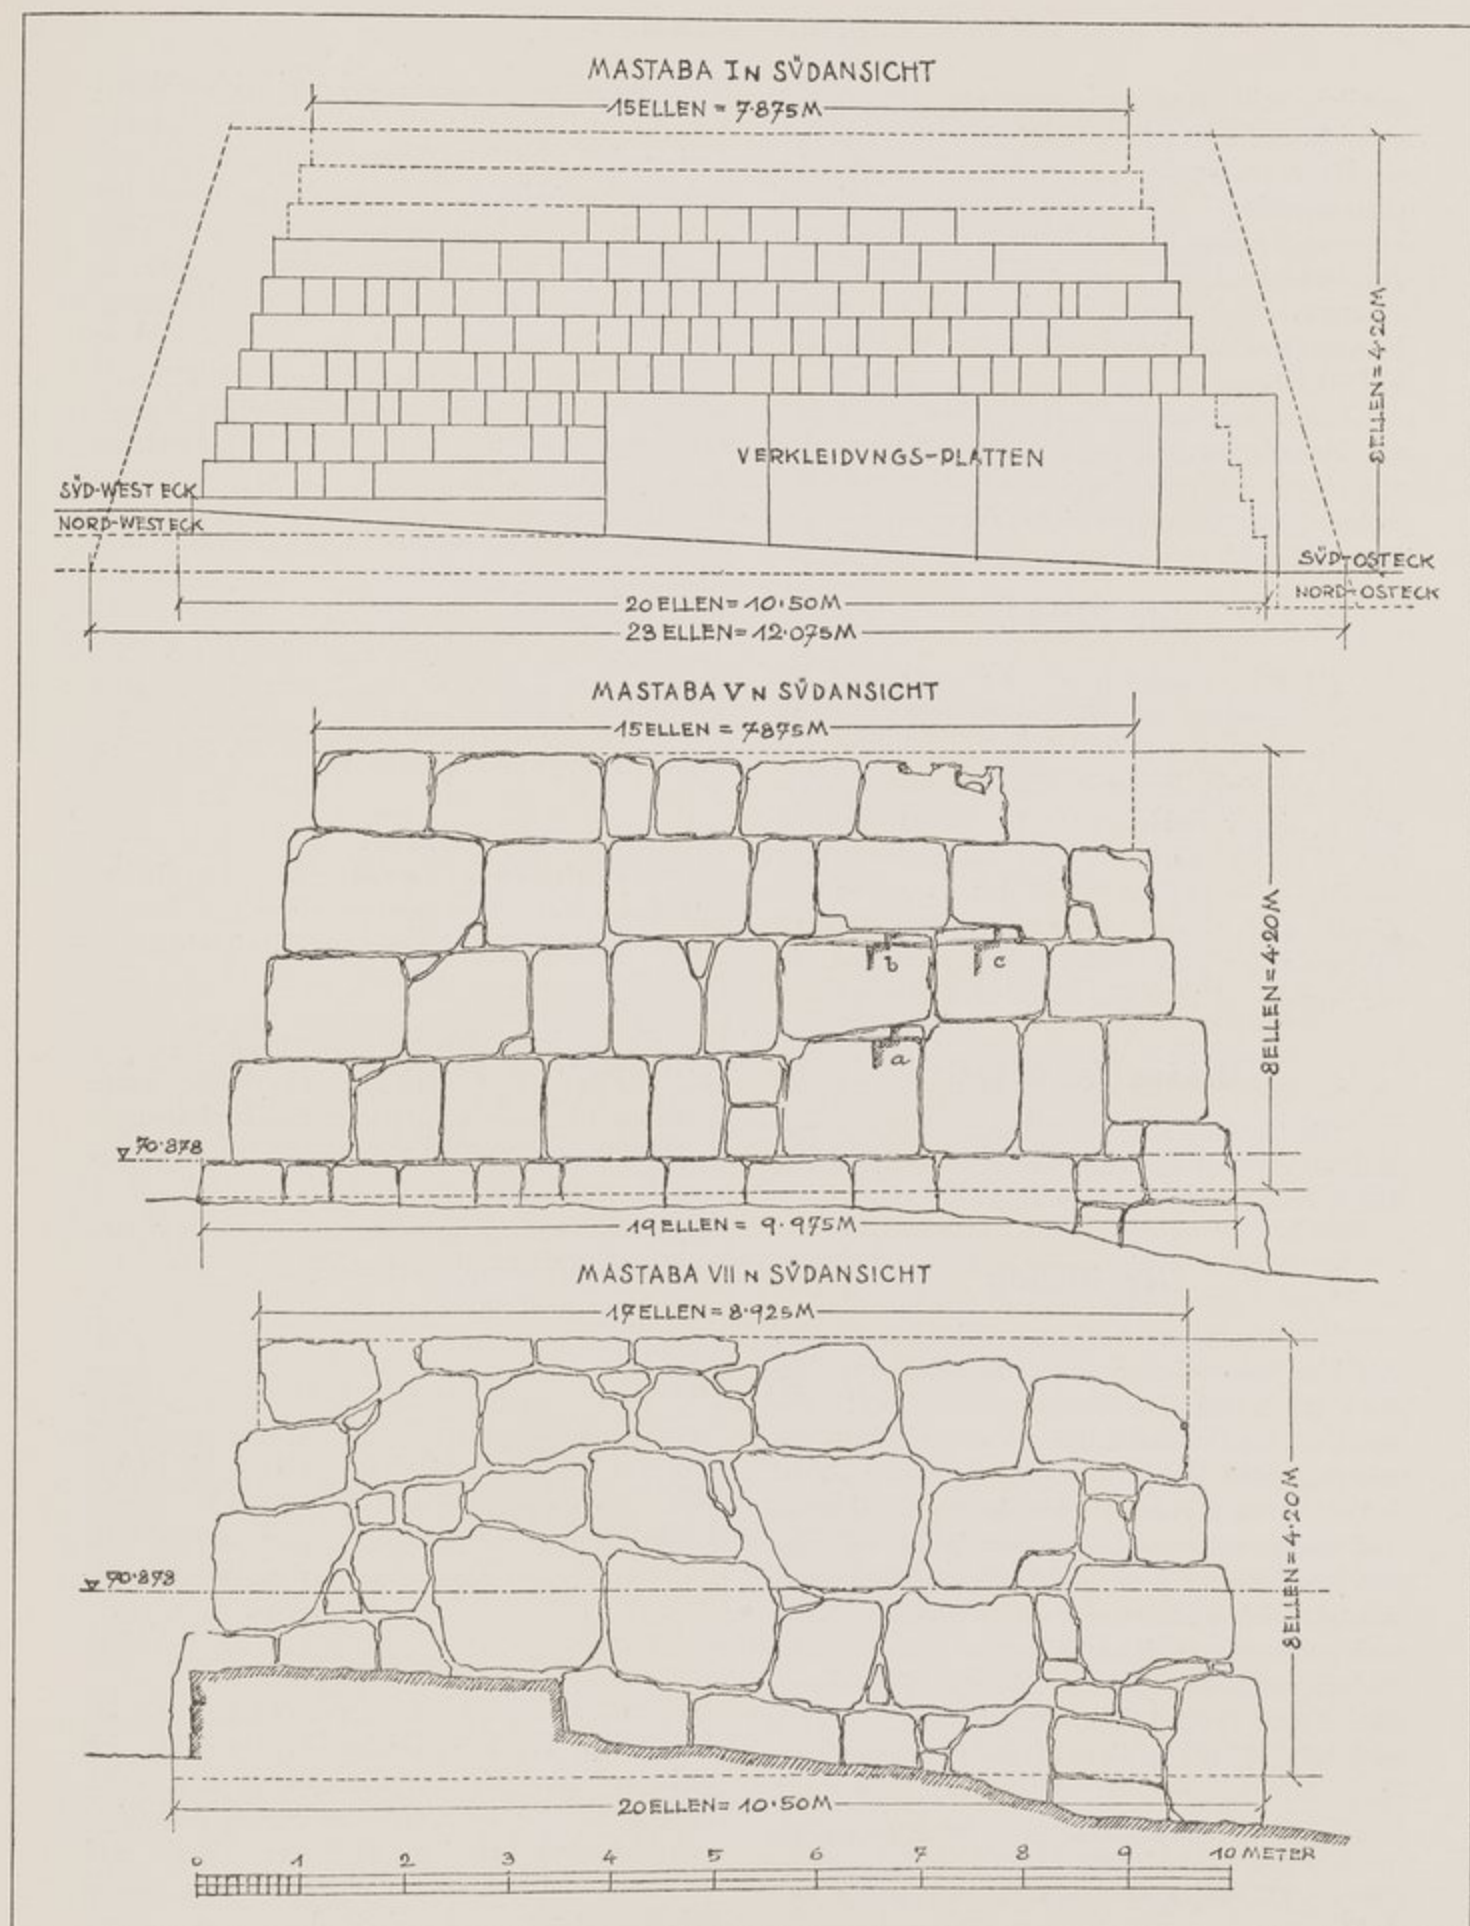 MASTABA IN SÜDANSICHT
15 ELLEN = 7·875 M
8 ELLEN = 4·20 M
VERKLEIDVNGS-PLATTEN
SÜD-WEST ECK
NORD-WEST ECK
SÜD-OSTECK
NORD-OSTECK
20 ELLEN = 10·50 M
23 ELLEN = 12·075 M
MASTABA V N SÜDANSICHT
15 ELLEN = 7875 M
8 ELLEN = 4·20 M
b c
a
70·878
19 ELLEN = 9·975 M
MASTABA VII N SÜDANSICHT
17 ELLEN = 8·925 M
8 ELLEN = 4·20 M
70·878
20 ELLEN = 10·50 M
0 1 2 3 4 5 6 7 8 9 10 METER